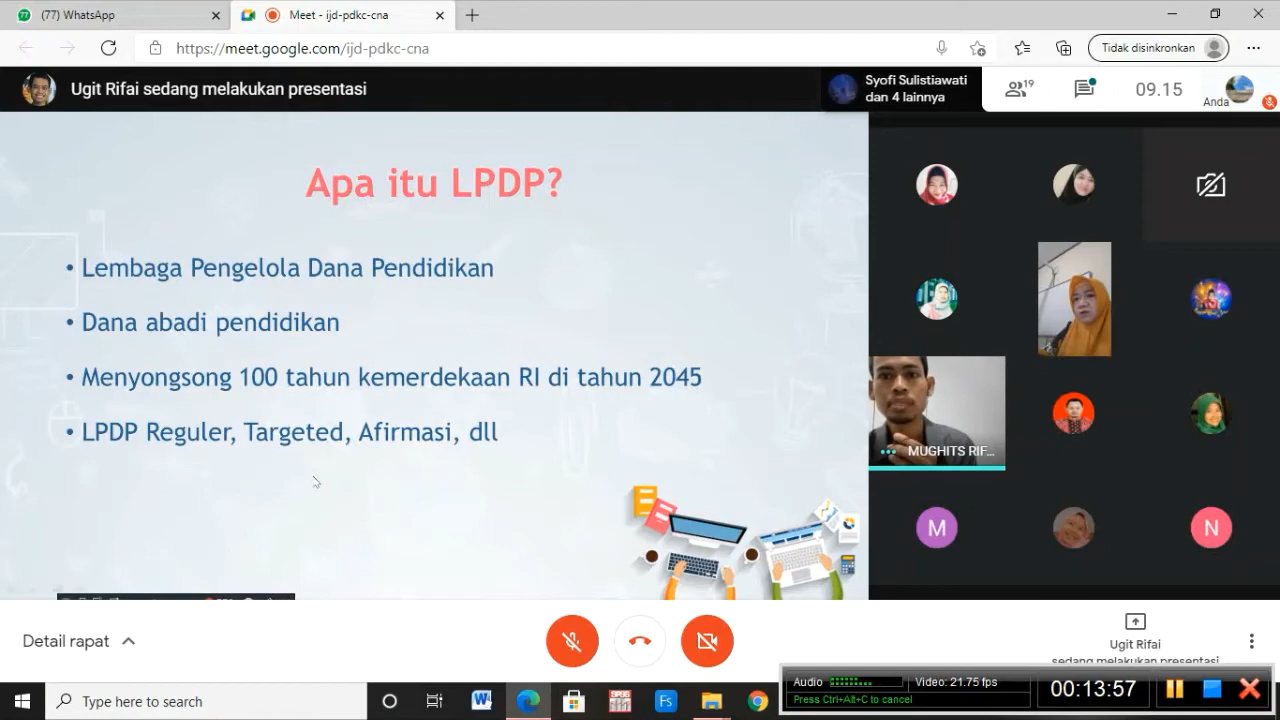 (77) WhatsApp
Meet - ijd-pdkc-cna
https://meet.google.com/ijd-pdkc-cna
Tidak disinkronkan
Ugit Rifai sedang melakukan presentasi
Syofi Sulistiawati
dan 4 lainnya
19
09.15
Anda
Apa itu LPDP?
• Lembaga Pengelola Dana Pendidikan
• Dana abadi pendidikan
• Menyongsong 100 tahun kemerdekaan RI di tahun 2045
• LPDP Reguler, Targeted, Afirmasi, dll
MUGHITS RIF...
M
N
Detail rapat
Ugit Rifai
sedang melakukan presentasi
Audio
Video: 21.75 fps
Press Ctrl+Alt+C to cancel
00:13:57
Type here to search